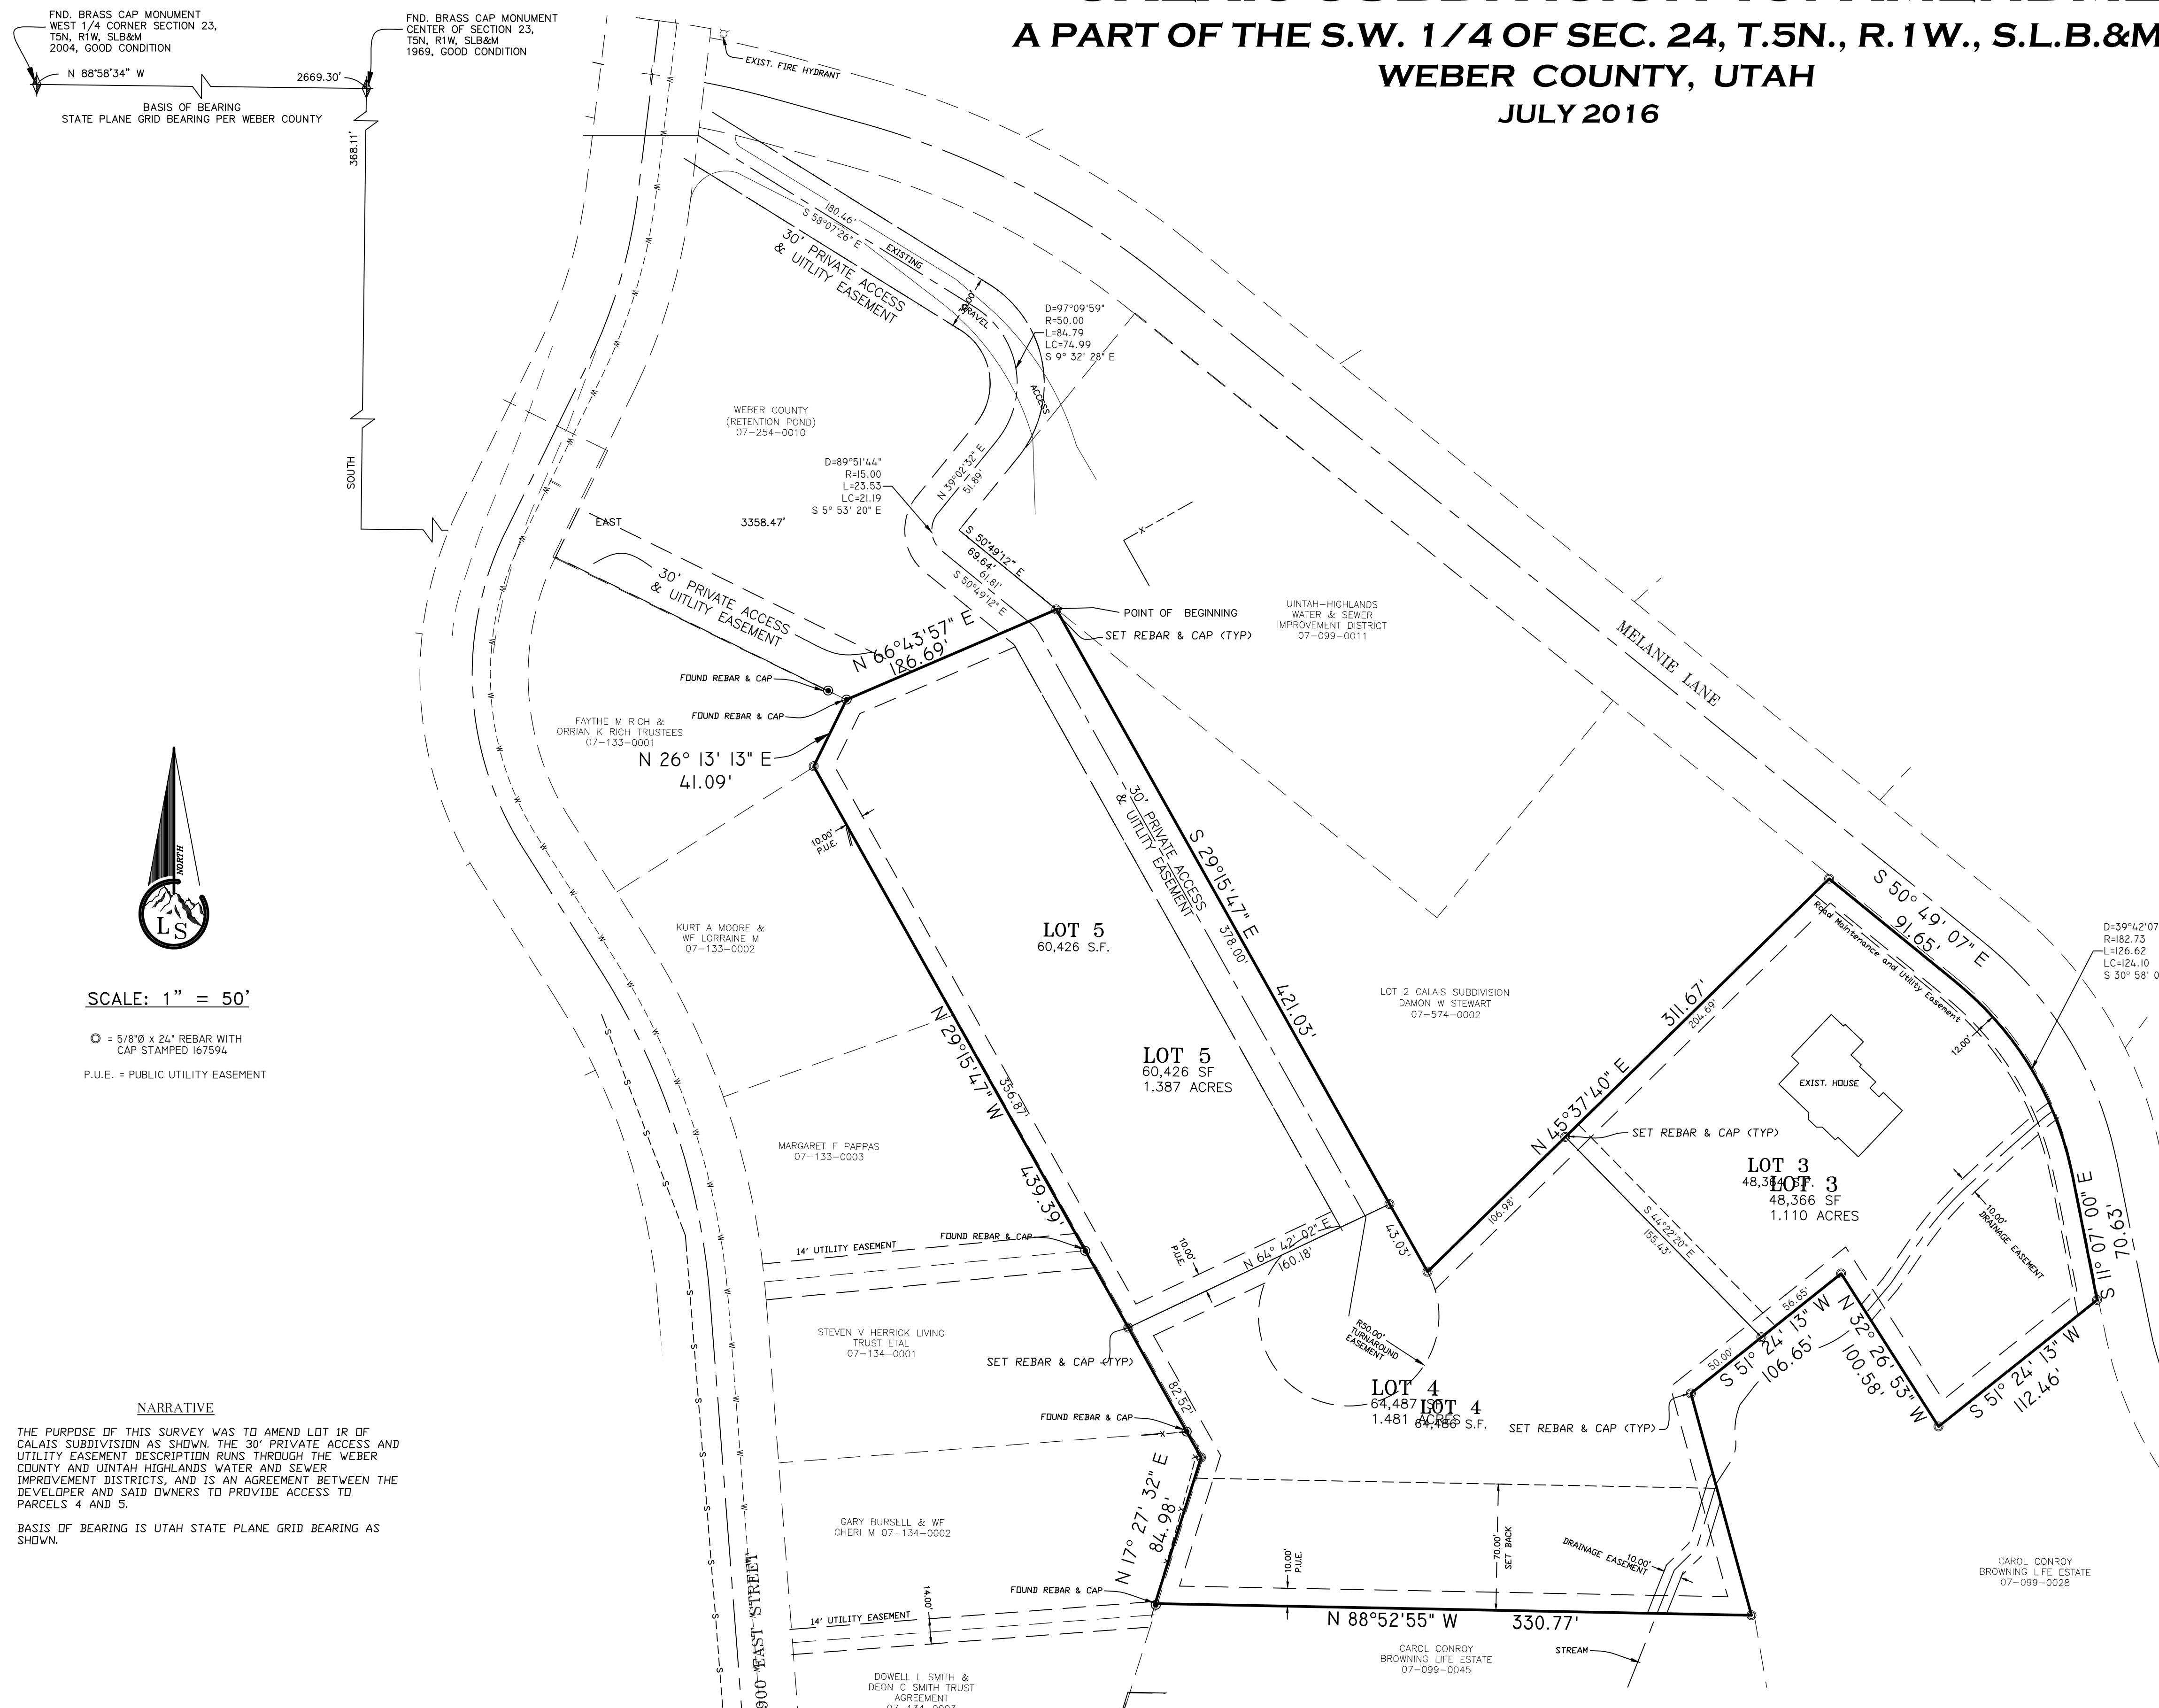 A PART OF THE S.W. 1/4 OF SEC. 24, T.5N., R.1W., S.L.B.&M
WEBER COUNTY, UTAH
JULY 2016
FND. BRASS CAP MONUMENT
WEST 1/4 CORNER SECTION 23,
T5N, R1W, SLB&M
2004, GOOD CONDITION
FND. BRASS CAP MONUMENT
CENTER OF SECTION 23,
T5N, R1W, SLB&M
1969, GOOD CONDITION
N 88°58'34" W
2669.30'
BASIS OF BEARING
STATE PLANE GRID BEARING PER WEBER COUNTY
368.11'
SOUTH
EXIST. FIRE HYDRANT
180.46'
S 58°07'26" E
EXISTING
GRAVEL
ACCESS
30' PRIVATE ACCESS
& UITLITY EASEMENT
D=97°09'59"
R=50.00
L=84.79
LC=74.99
S 9° 32' 28" E
WEBER COUNTY
(RETENTION POND)
07-254-0010
D=89°51'44"
R=15.00
L=23.53
LC=21.19
S 5° 53' 20" E
N 39°02'32" E
51.89'
EAST
3358.47'
S 50°49'12" E
69.64'
61.81'
S 50°49'12" E
30' PRIVATE ACCESS
& UITLITY EASEMENT
N 66°43'57" E
186.69'
POINT OF BEGINNING
SET REBAR & CAP (TYP)
UINTAH-HIGHLANDS
WATER & SEWER
IMPROVEMENT DISTRICT
07-099-0011
MELANIE LANE
FOUND REBAR & CAP
FOUND REBAR & CAP
FAYTHE M RICH &
ORRIAN K RICH TRUSTEES
07-133-0001
N 26° 13' 13" E
41.09'
NORTH
LS
SCALE: 1" = 50'
= 5/8"Ø x 24" REBAR WITH
CAP STAMPED 167594
P.U.E. = PUBLIC UTILITY EASEMENT
10.00'
P.U.E.
30' PRIVATE ACCESS
& UITLITY EASEMENT
S 29°15'47" E
378.00'
421.03'
KURT A MOORE &
WF LORRAINE M
07-133-0002
LOT 5
60,426 S.F.
LOT 5
60,426 SF
1.387 ACRES
N 29°15'47" W
356.87'
439.39'
LOT 2 CALAIS SUBDIVISION
DAMON W STEWART
07-574-0002
S 50° 49' 07" E
91.65'
Road Maintenance and Utility Easement
12.00'
D=39°42'07
R=182.73
L=126.62
LC=124.10
S 30° 58' 0
311.67'
204.69'
N 45°37'40" E
106.98'
EXIST. HOUSE
SET REBAR & CAP (TYP)
LOT 3
48,364 S.F.
LOT 3
48,366 SF
1.110 ACRES
S 44°22'20" E
155.43'
10.00'
DRAINAGE EASEMENT
S 11° 07' 00" E
70.63'
MARGARET F PAPPAS
07-133-0003
14' UTILITY EASEMENT
FOUND REBAR & CAP
10.00'
P.U.E.
N 64° 42' 02" E
160.18'
43.03'
56.65'
50.00'
S 51° 24' 13" W
106.65'
N 32° 26' 53" W
100.58'
S 51° 24' 13" W
112.46'
STEVEN V HERRICK LIVING
TRUST ETAL
07-134-0001
SET REBAR & CAP (TYP)
R50.00'
TURNAROUND
EASEMENT
82.52'
LOT 4
64,487 SF
1.481 ACRES
LOT 4
64,486 S.F.
SET REBAR & CAP (TYP)
FOUND REBAR & CAP
NARRATIVE
THE PURPOSE OF THIS SURVEY WAS TO AMEND LOT 1R OF
CALAIS SUBDIVISION AS SHOWN. THE 30' PRIVATE ACCESS AND
UTILITY EASEMENT DESCRIPTION RUNS THROUGH THE WEBER
COUNTY AND UINTAH HIGHLANDS WATER AND SEWER
IMPROVEMENT DISTRICTS, AND IS AN AGREEMENT BETWEEN THE
DEVELOPER AND SAID OWNERS TO PROVIDE ACCESS TO
PARCELS 4 AND 5.
BASIS OF BEARING IS UTAH STATE PLANE GRID BEARING AS
SHOWN.
GARY BURSELL & WF
CHERI M 07-134-0002
N 17° 27' 32" E
84.98'
10.00'
P.U.E.
70.00'
SET BACK
DRAINAGE EASEMENT
10.00'
CAROL CONROY
BROWNING LIFE ESTATE
07-099-0028
FOUND REBAR & CAP
14' UTILITY EASEMENT
14.00'
N 88°52'55" W
330.77'
CAROL CONROY
BROWNING LIFE ESTATE
07-099-0045
STREAM
900 EAST STREET
DOWELL L SMITH &
DEON C SMITH TRUST
AGREEMENT